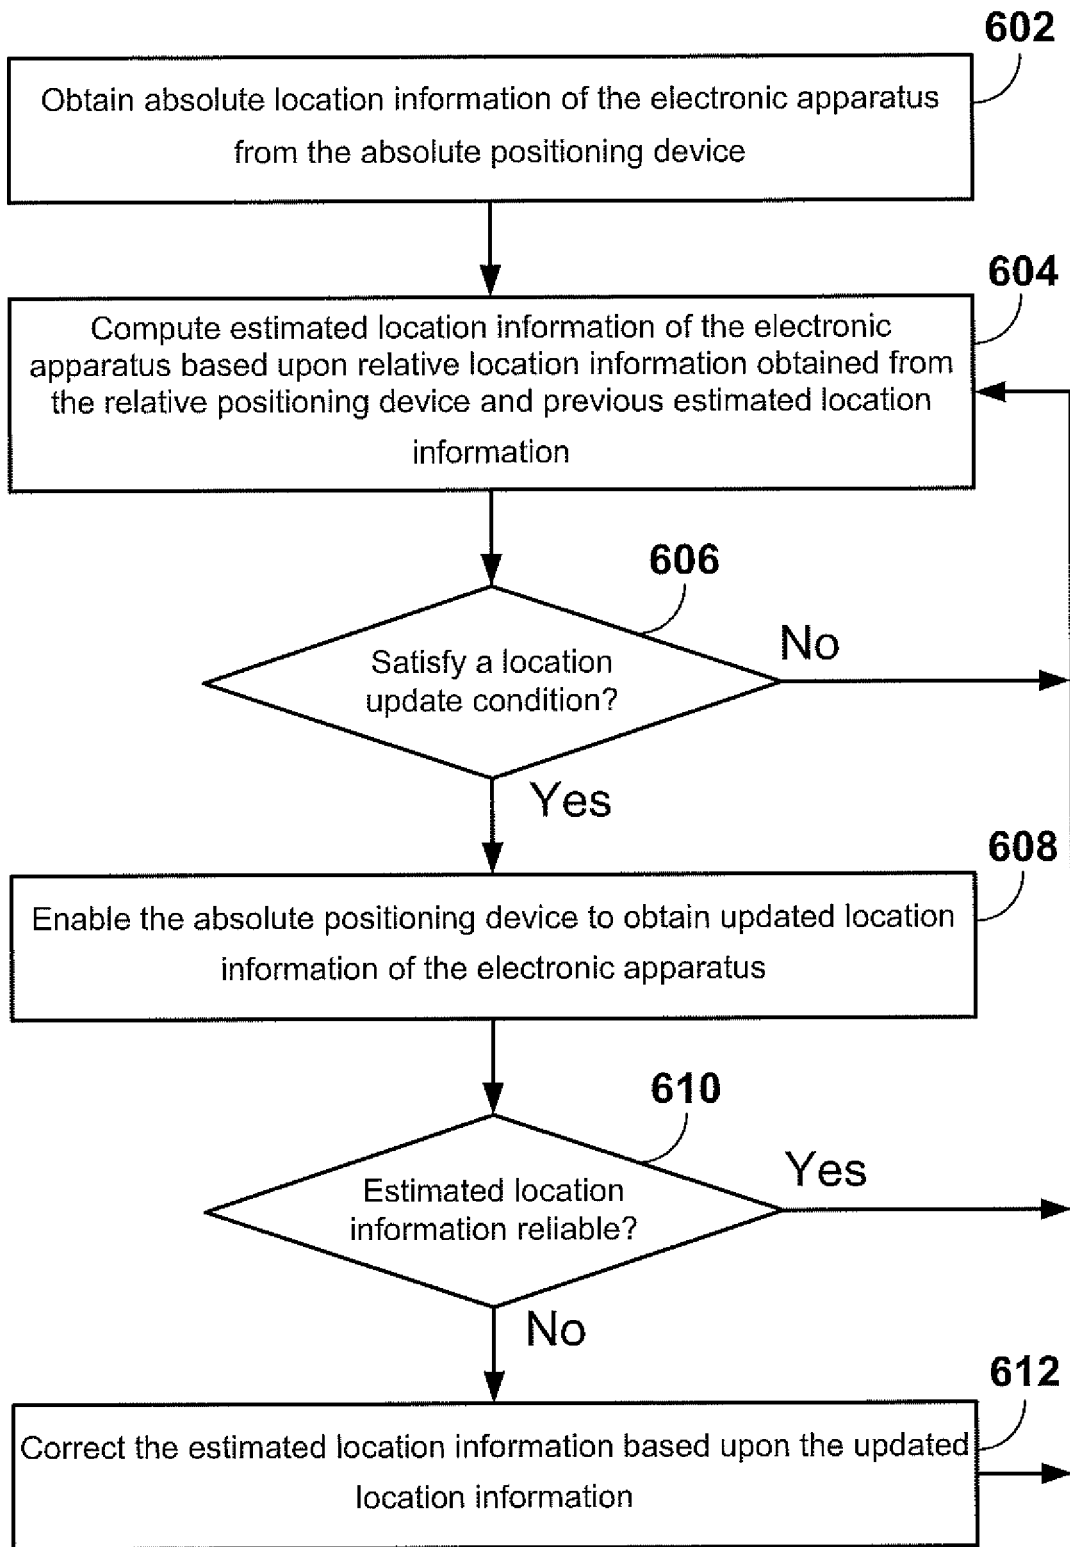 602
Obtain absolute location information of the electronic apparatus
from the absolute positioning device
604
Compute estimated location information of the electronic
apparatus based upon relative location information obtained from
the relative positioning device and previous estimated location
information
606
Satisfy a location
update condition?
No
Yes
608
Enable the absolute positioning device to obtain updated location
information of the electronic apparatus
610
Estimated location
information reliable?
Yes
No
612
Correct the estimated location information based upon the updated
location information